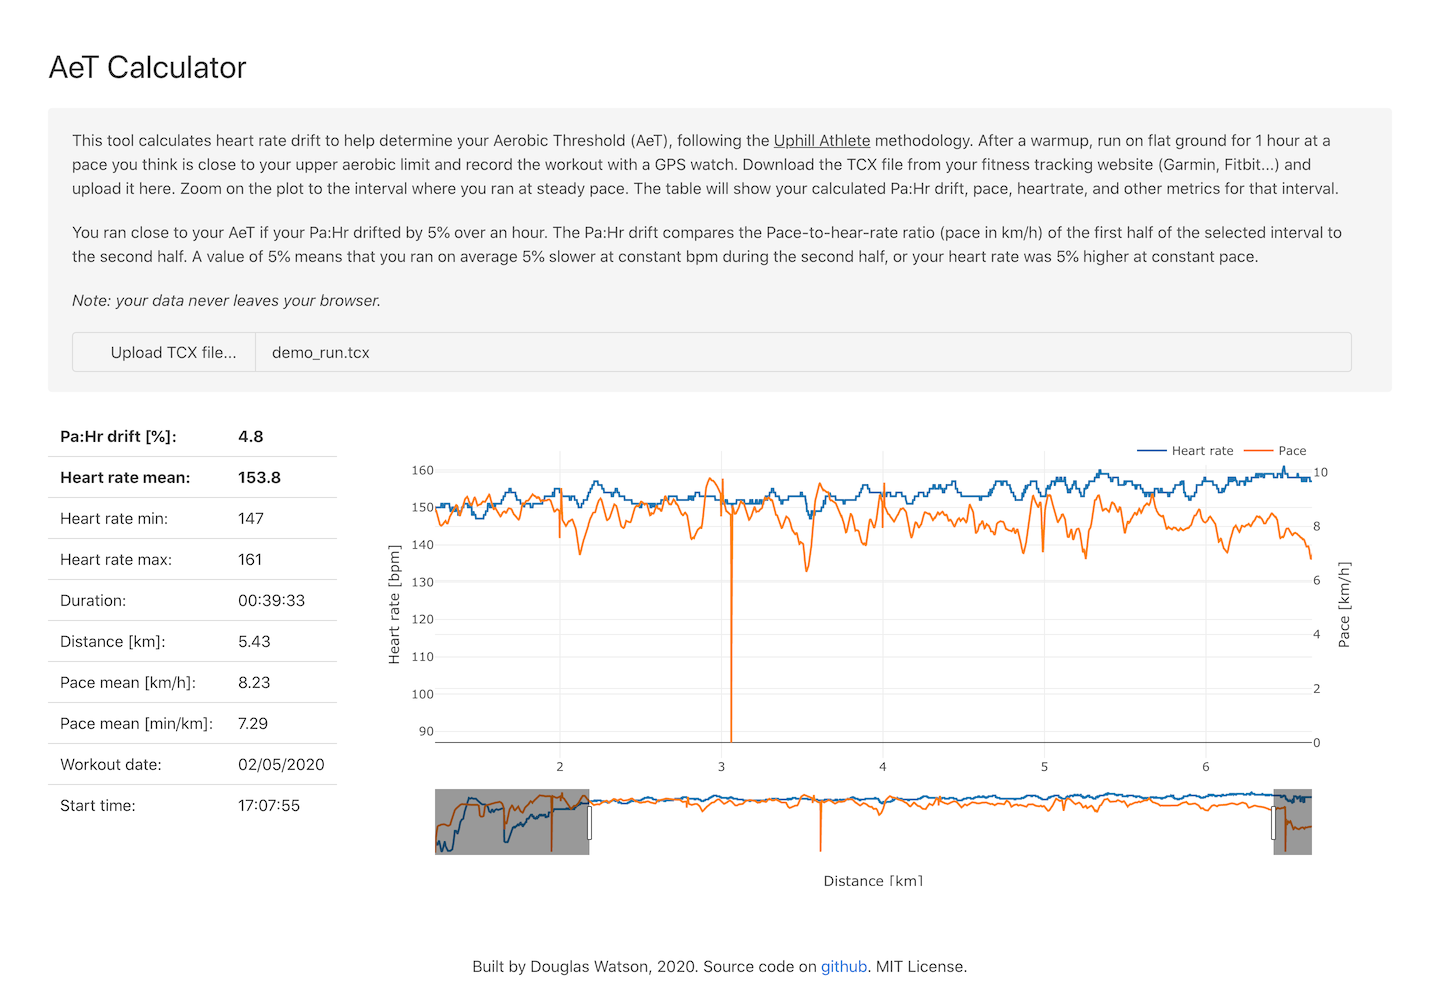 AeT Calculator
This tool calculates heart rate drift to help determine your Aerobic Threshold (AeT), following the Uphill Athlete methodology. After a warmup, run on flat ground for 1 hour at a
pace you think is close to your upper aerobic limit and record the workout with a GPS watch. Download the TCX file from your fitness tracking website (Garmin, Fitbit...) and
upload it here. Zoom on the plot to the interval where you ran at steady pace. The table will show your calculated Pa:Hr drift, pace, heartrate, and other metrics for that interval.
You ran close to your AeT if your Pa:Hr drifted by 5% over an hour. The Pa:Hr drift compares the Pace-to-hear-rate ratio (pace in km/h) of the first half of the selected interval to
the second half. A value of 5% means that you ran on average 5% slower at constant bpm during the second half, or your heart rate was 5% higher at constant pace.
Note: your data never leaves your browser.
Upload TCX file... demo_run.tcx
Pa:Hr drift [%]: 4.8
Heart rate mean: 153.8
Heart rate min: 147
Heart rate max: 161
Duration: 00:39:33
Distance [km]: 5.43
Pace mean [km/h]: 8.23
Pace mean [min/km]: 7.29
Workout date: 02/05/2020
Start time: 17:07:55
Heart rate Pace
Heart rate [bpm]
160
150
140
130
120
110
100
90
10
8
6
4
2
0
Pace [km/h]
2 3 4 5 6
Distance [km]
Built by Douglas Watson, 2020. Source code on github. MIT License.